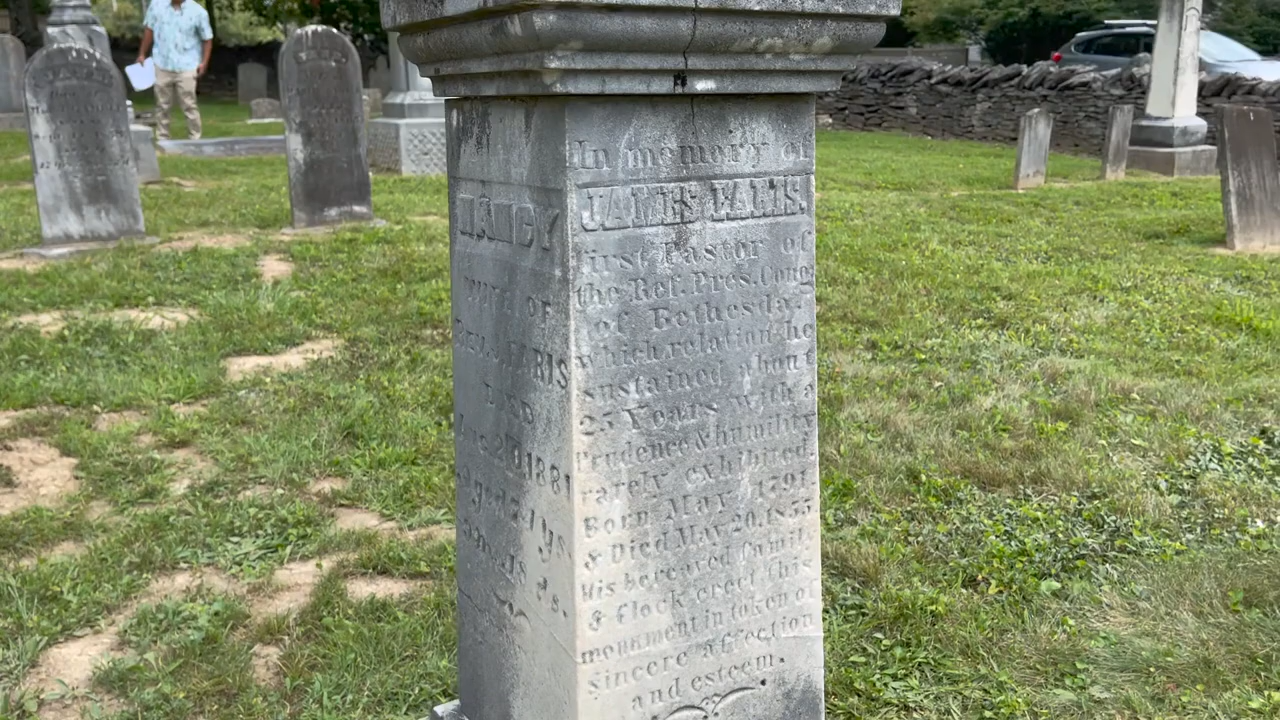 In memory of
JAMES FARIS.
first Pastor of
the Ref. Pres. Cong
of Bethesda.
which relation he
sustained about
25 Years with a
Prudence & humility
rarely exhibited.
Born May 1791.
& Died May 20, 1855
His bereaved famil
& flock erect this
monument in token of
sincere affection
and esteem.
NANCY
WIFE OF
FARIS
DIED
1881
aged